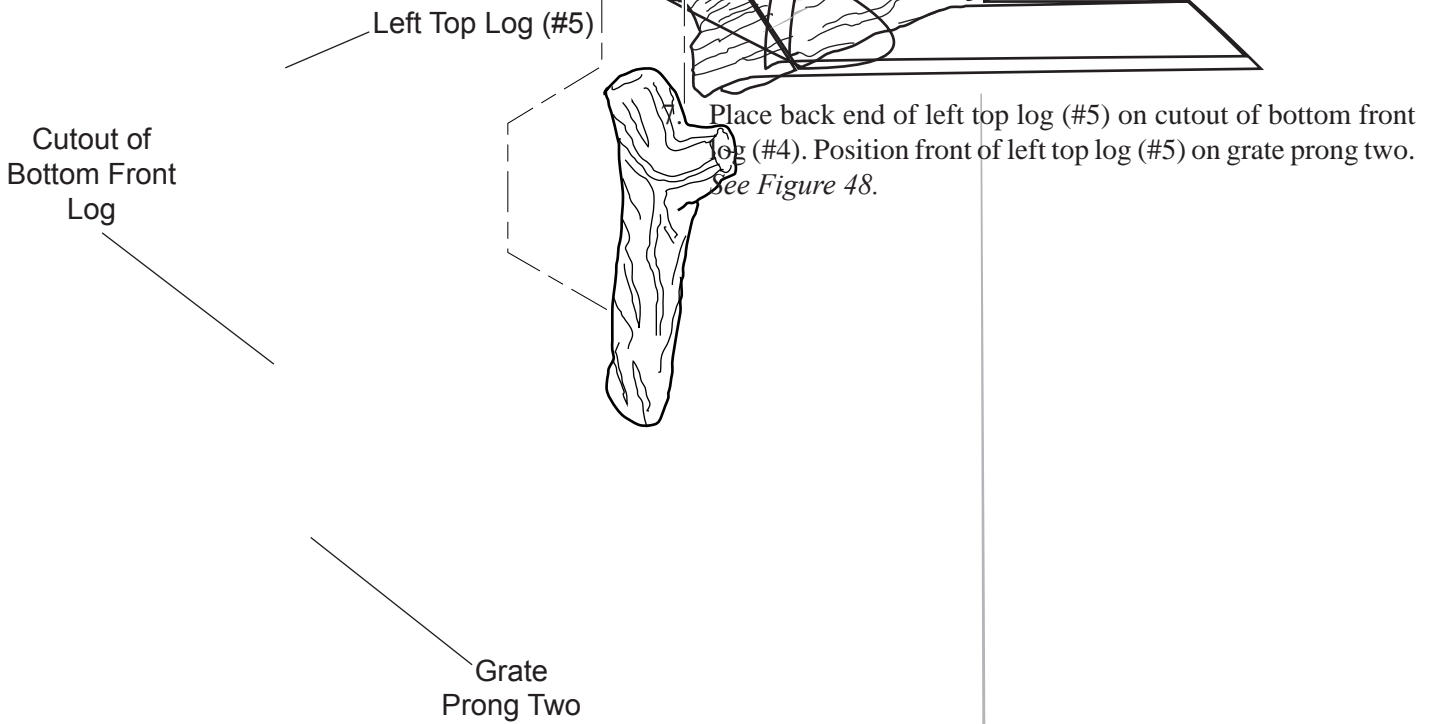 Left Top Log (#5)
Cutout of
Bottom Front
Log
7. Place back end of left top log (#5) on cutout of bottom front
log (#4). Position front of left top log (#5) on grate prong two.
See Figure 48.
Grate
Prong Two